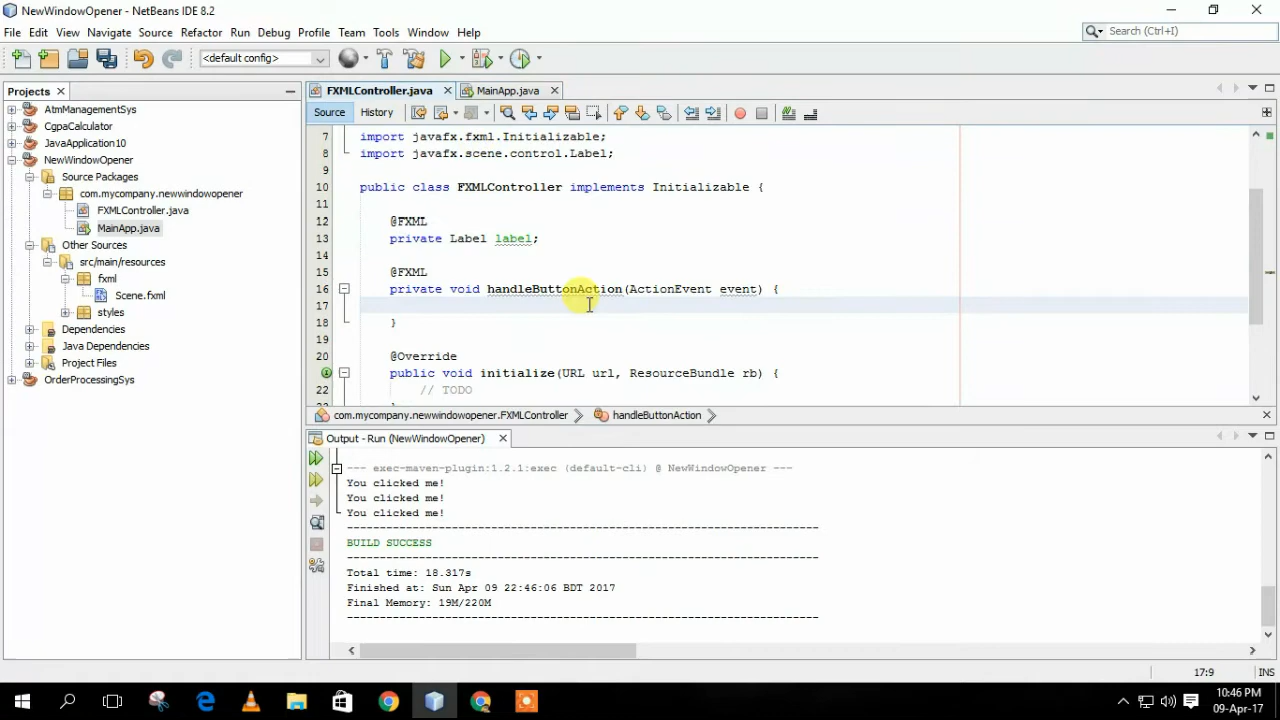 NewWindowOpener - NetBeans IDE 8.2
File Edit View Navigate Source Refactor Run Debug Profile Team Tools Window Help
Search (Ctrl+I)
<default config>
Projects
FXMLController.java
MainApp.java
Source History
AtmManagementSys
CgpaCalculator
JavaApplication10
NewWindowOpener
Source Packages
com.mycompany.newwindowopener
FXMLController.java
MainApp.java
Other Sources
src/main/resources
fxml
Scene.fxml
styles
Dependencies
Java Dependencies
Project Files
OrderProcessingSys
7 import javafx.fxml.Initializable;
8 import javafx.scene.control.Label;
9
10 public class FXMLController implements Initializable {
11
12 @FXML
13 private Label label;
14
15 @FXML
16 private void handleButtonAction(ActionEvent event) {
17
18 }
19
20 @Override
public void initialize(URL url, ResourceBundle rb) {
22 // TODO
com.mycompany.newwindowopener.FXMLController
handleButtonAction
Output - Run (NewWindowOpener)
--- exec-maven-plugin:1.2.1:exec (default-cli) @ NewWindowOpener ---
You clicked me!
You clicked me!
You clicked me!
------------------------------------------------------------------------
BUILD SUCCESS
------------------------------------------------------------------------
Total time: 18.317s
Finished at: Sun Apr 09 22:46:06 BDT 2017
Final Memory: 19M/220M
------------------------------------------------------------------------
17:9
INS
10:46 PM
09-Apr-17